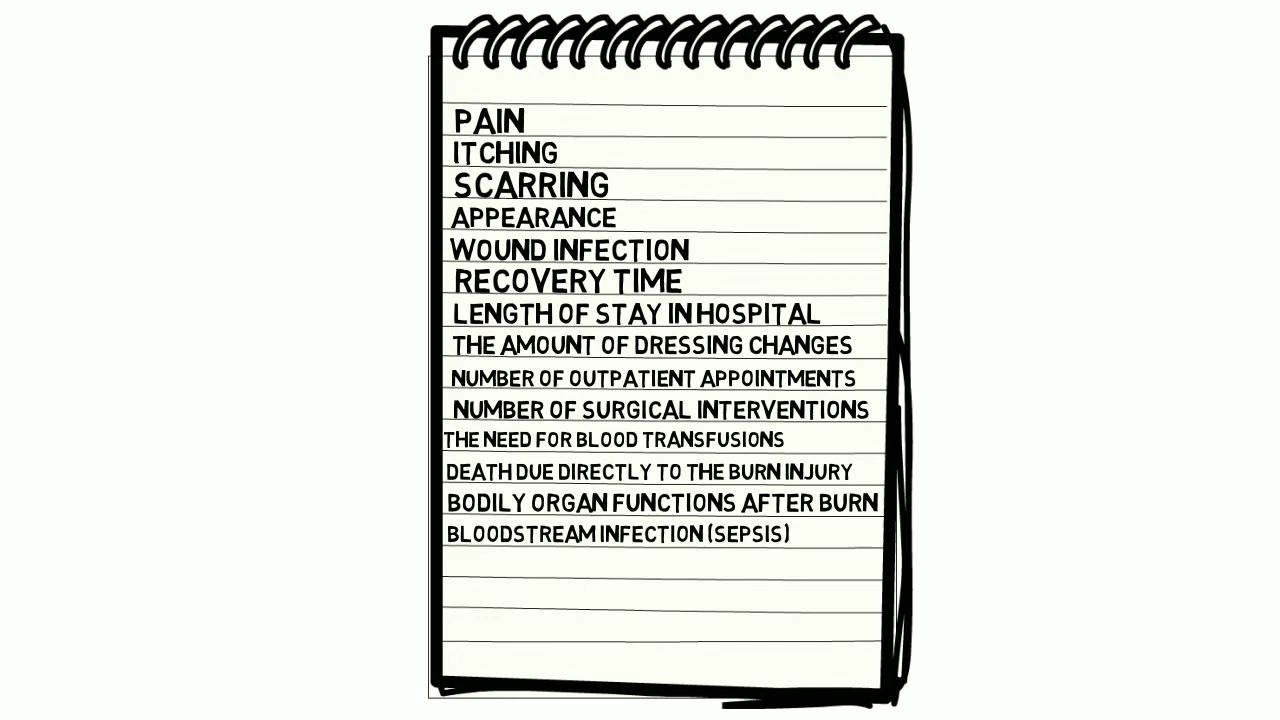 PAIN
ITCHING
SCARRING
APPEARANCE
WOUND INFECTION
RECOVERY TIME
LENGTH OF STAY IN HOSPITAL
THE AMOUNT OF DRESSING CHANGES
NUMBER OF OUTPATIENT APPOINTMENTS
NUMBER OF SURGICAL INTERVENTIONS
THE NEED FOR BLOOD TRANSFUSIONS
DEATH DUE DIRECTLY TO THE BURN INJURY
BODILY ORGAN FUNCTIONS AFTER BURN
BLOODSTREAM INFECTION (SEPSIS)